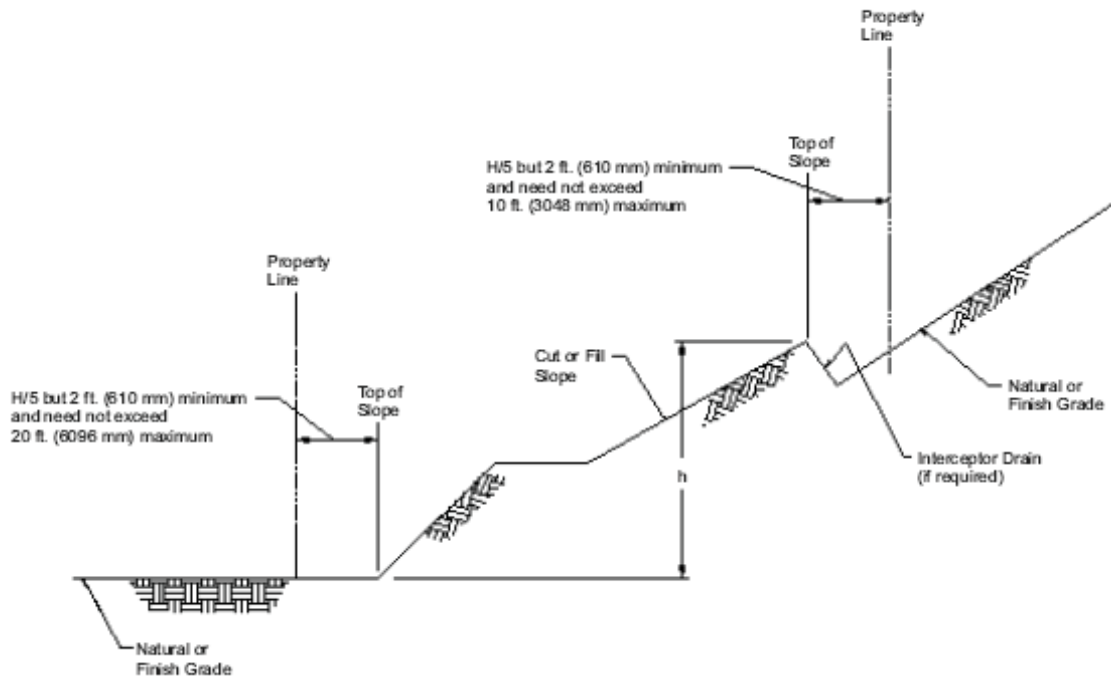 Property
Line
Top of
Slope
H/5 but 2 ft. (610 mm) minimum
and need not exceed
10 ft. (3048 mm) maximum
Property
Line
Cut or Fill
Slope
Natural or
Finish Grade
H/5 but 2 ft. (610 mm) minimum
and need not exceed
20 ft. (6096 mm) maximum
Top of
Slope
Interceptor Drain
(if required)
h
Natural or
Finish Grade